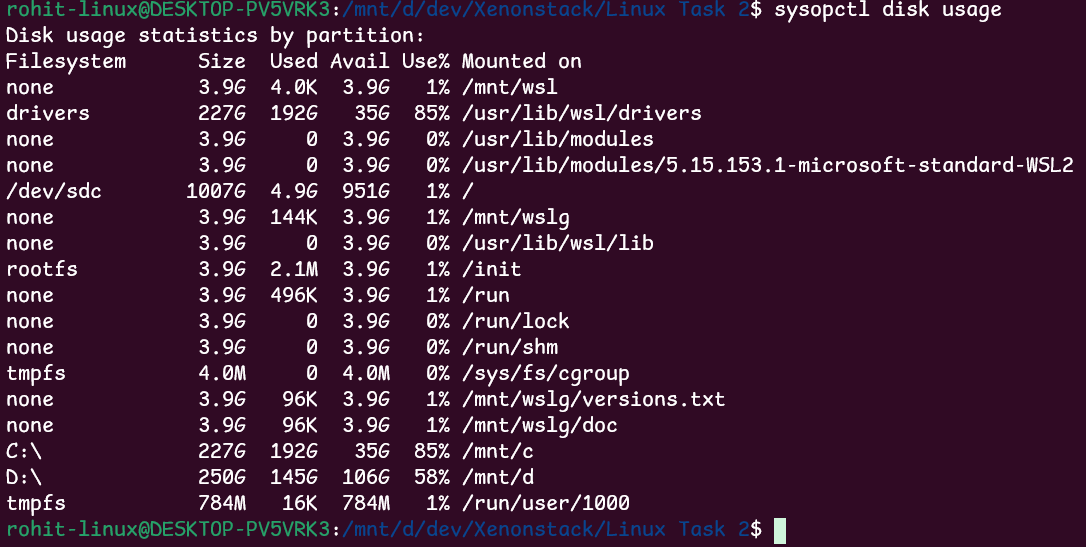 rohit-linux@DESKTOP-PV5VRK3:/mnt/d/dev/Xenonstack/Linux Task 2$ sysopctl disk usage
Disk usage statistics by partition:
Filesystem      Size  Used Avail Use% Mounted on
none            3.9G  4.0K  3.9G   1% /mnt/wsl
drivers         227G  192G   35G  85% /usr/lib/wsl/drivers
none            3.9G     0  3.9G   0% /usr/lib/modules
none            3.9G     0  3.9G   0% /usr/lib/modules/5.15.153.1-microsoft-standard-WSL2
/dev/sdc       1007G  4.9G  951G   1% /
none            3.9G  144K  3.9G   1% /mnt/wslg
none            3.9G     0  3.9G   0% /usr/lib/wsl/lib
rootfs          3.9G  2.1M  3.9G   1% /init
none            3.9G  496K  3.9G   1% /run
none            3.9G     0  3.9G   0% /run/lock
none            3.9G     0  3.9G   0% /run/shm
tmpfs           4.0M     0  4.0M   0% /sys/fs/cgroup
none            3.9G   96K  3.9G   1% /mnt/wslg/versions.txt
none            3.9G   96K  3.9G   1% /mnt/wslg/doc
C:\             227G  192G   35G  85% /mnt/c
D:\             250G  145G  106G  58% /mnt/d
tmpfs           784M   16K  784M   1% /run/user/1000
rohit-linux@DESKTOP-PV5VRK3:/mnt/d/dev/Xenonstack/Linux Task 2$